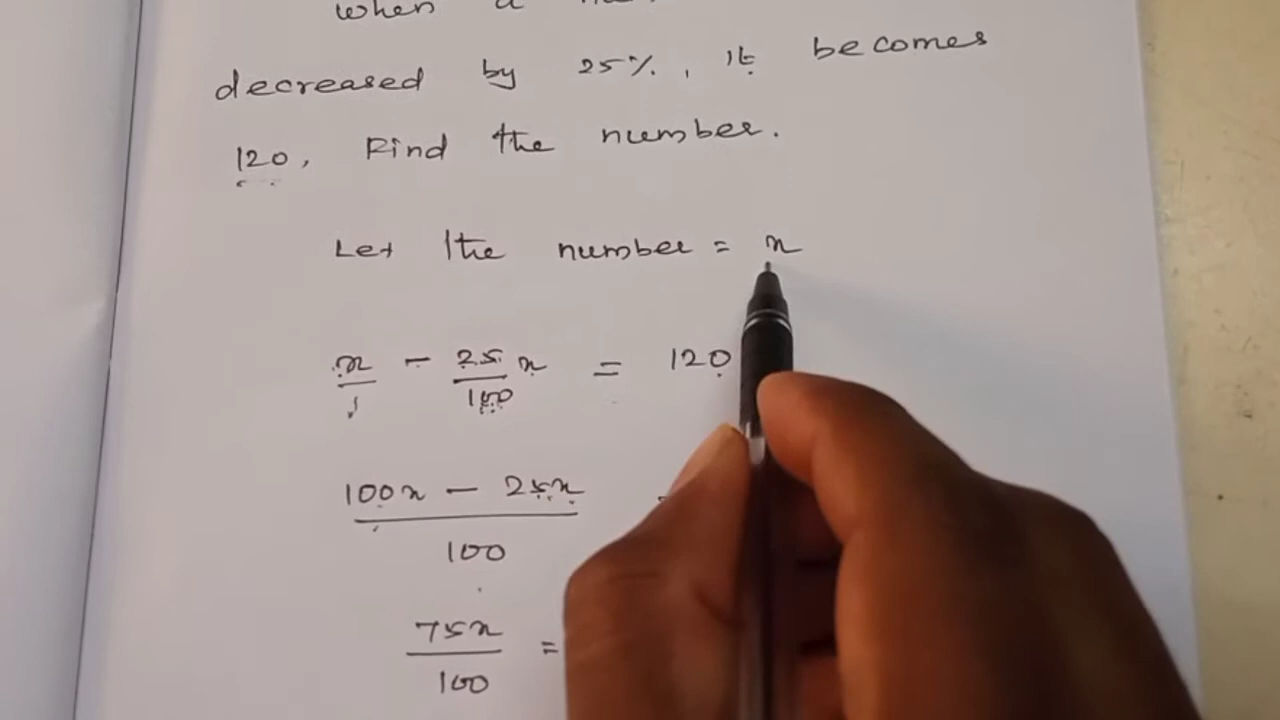 when a
decreased by 25%, it becomes
120, Find the number.
Let the number = x
x/1 - 25/100 x = 120
100x - 25x / 100
75x / 100 =